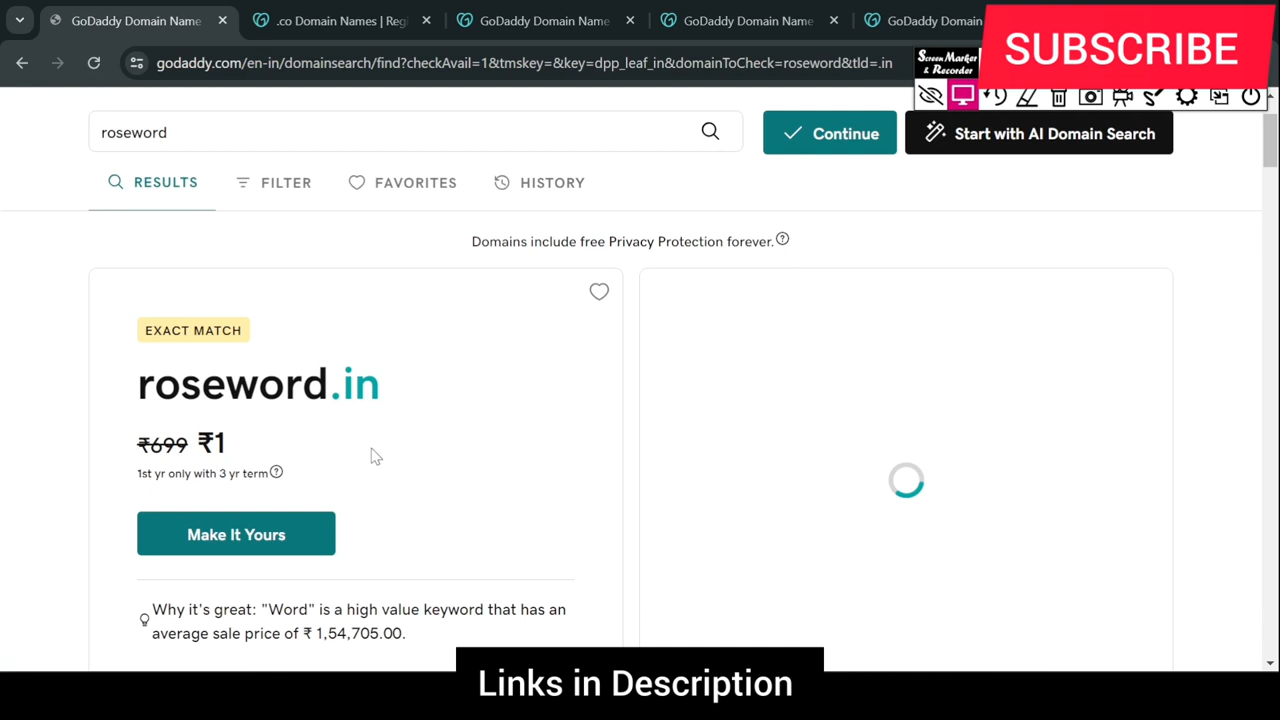 GoDaddy Domain Name
.co Domain Names | Regi
GoDaddy Domain Name
GoDaddy Domain Name
GoDaddy Domain
SUBSCRIBE
godaddy.com/en-in/domainsearch/find?checkAvail=1&tmskey=&key=dpp_leaf_in&domainToCheck=roseword&tld=.in
Screen Marker
& Recorder
roseword
Continue
Start with AI Domain Search
RESULTS
FILTER
FAVORITES
HISTORY
Domains include free Privacy Protection forever.
EXACT MATCH
roseword.in
₹699 ₹1
1st yr only with 3 yr term
Make It Yours
Why it's great: "Word" is a high value keyword that has an
average sale price of ₹ 1,54,705.00.
Links in Description